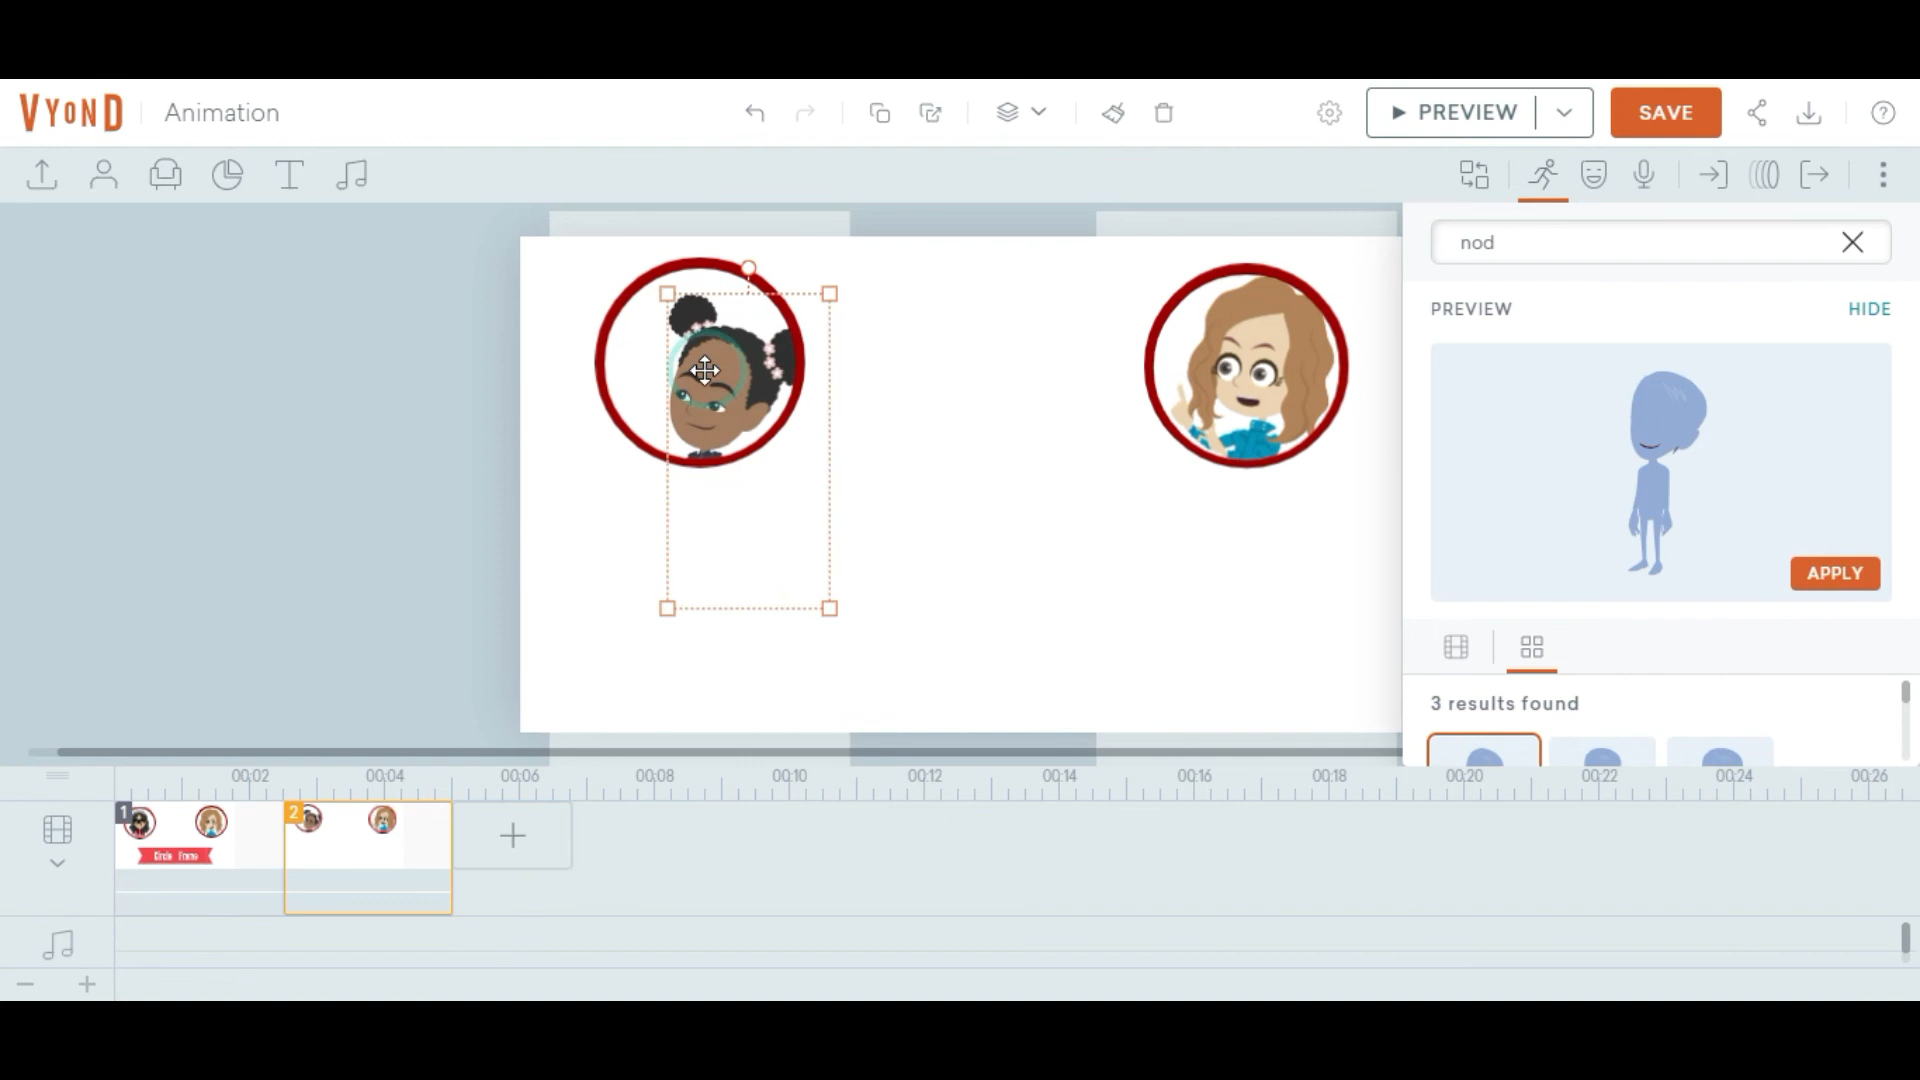 VYOND
Animation
PREVIEW
SAVE
nod
PREVIEW
HIDE
APPLY
3 results found
00:02
00:04
00:06
00:08
00:10
00:12
00:14
00:16
00:18
00:20
00:22
00:24
00:26
1
2
Circle Frame